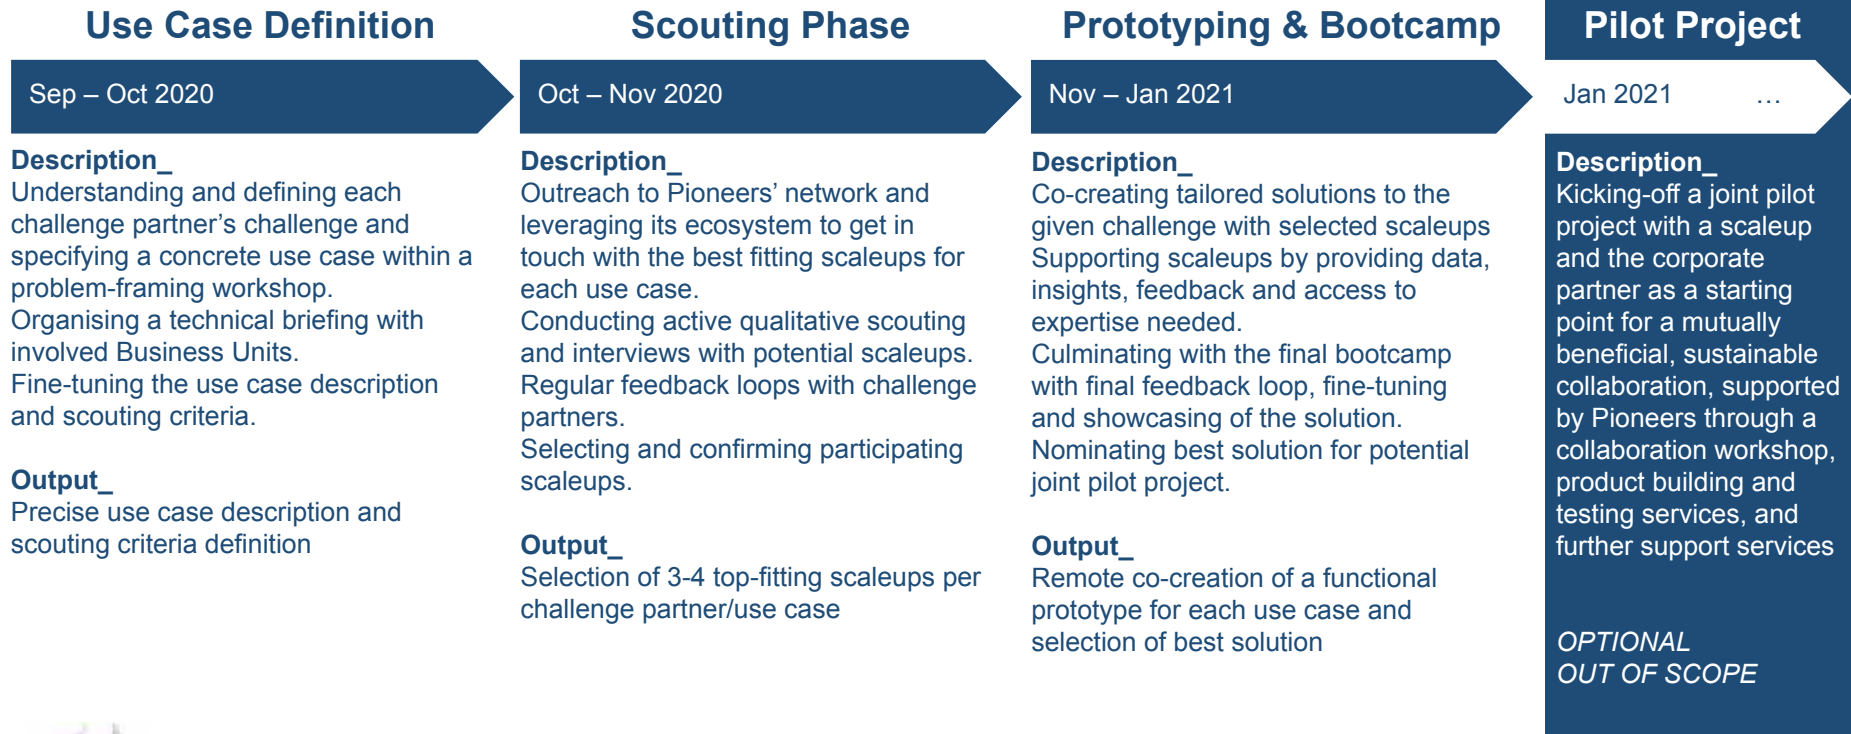 Use Case Definition
Sep – Oct 2020
Description_
Understanding and defining each
challenge partner’s challenge and
specifying a concrete use case within a
problem-framing workshop.
Organising a technical briefing with
involved Business Units.
Fine-tuning the use case description
and scouting criteria.
Output_
Precise use case description and
scouting criteria definition
Scouting Phase
Oct – Nov 2020
Description_
Outreach to Pioneers’ network and
leveraging its ecosystem to get in
touch with the best fitting scaleups for
each use case.
Conducting active qualitative scouting
and interviews with potential scaleups.
Regular feedback loops with challenge
partners.
Selecting and confirming participating
scaleups.
Output_
Selection of 3-4 top-fitting scaleups per
challenge partner/use case
Prototyping & Bootcamp
Nov – Jan 2021
Description_
Co-creating tailored solutions to the
given challenge with selected scaleups
Supporting scaleups by providing data,
insights, feedback and access to
expertise needed.
Culminating with the final bootcamp
with final feedback loop, fine-tuning
and showcasing of the solution.
Nominating best solution for potential
joint pilot project.
Output_
Remote co-creation of a functional
prototype for each use case and
selection of best solution
Pilot Project
Jan 2021 …
Description_
Kicking-off a joint pilot
project with a scaleup
and the corporate
partner as a starting
point for a mutually
beneficial, sustainable
collaboration, supported
by Pioneers through a
collaboration workshop,
product building and
testing services, and
further support services
OPTIONAL
OUT OF SCOPE